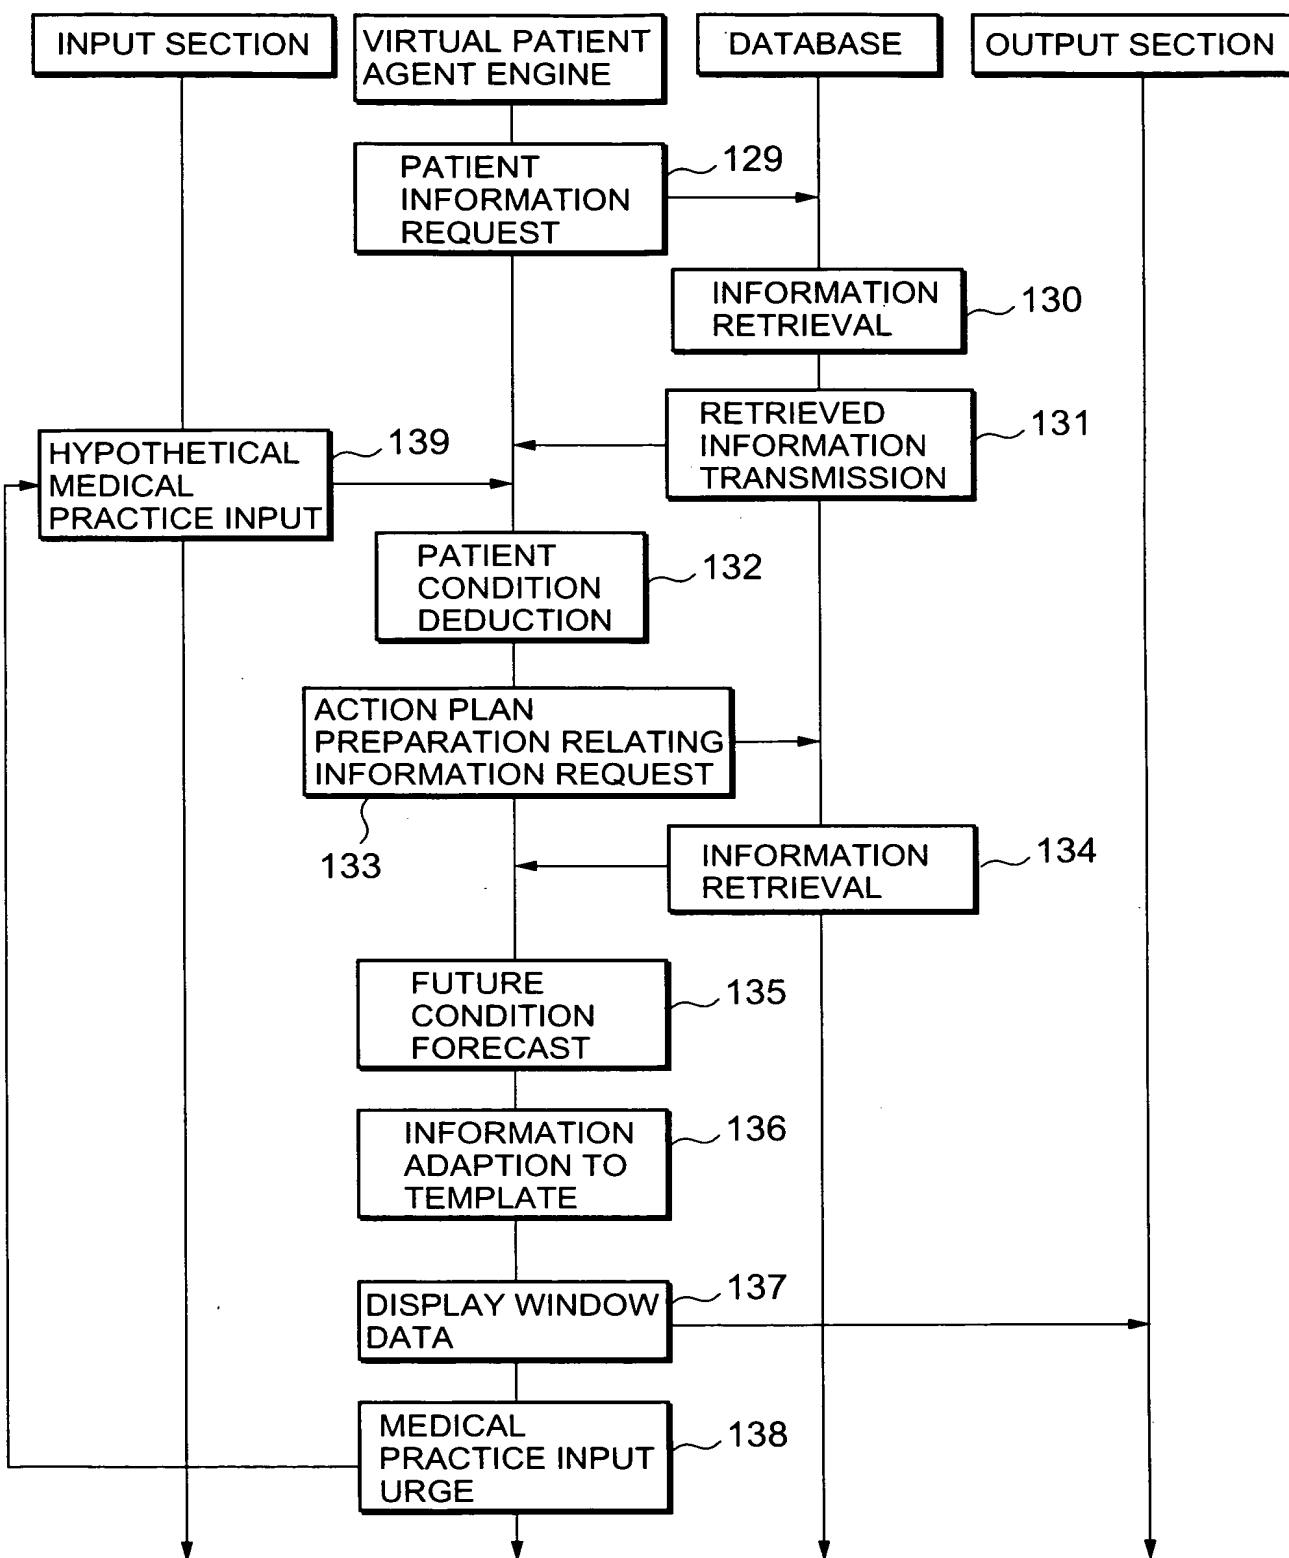 INPUT SECTION
VIRTUAL PATIENT
AGENT ENGINE
DATABASE
OUTPUT SECTION
PATIENT
INFORMATION
REQUEST
129
INFORMATION
RETRIEVAL
130
RETRIEVED
INFORMATION
TRANSMISSION
131
HYPOTHETICAL
MEDICAL
PRACTICE INPUT
139
PATIENT
CONDITION
DEDUCTION
132
ACTION PLAN
PREPARATION RELATING
INFORMATION REQUEST
133
INFORMATION
RETRIEVAL
134
FUTURE
CONDITION
FORECAST
135
INFORMATION
ADAPTION TO
TEMPLATE
136
DISPLAY WINDOW
DATA
137
MEDICAL
PRACTICE INPUT
URGE
138